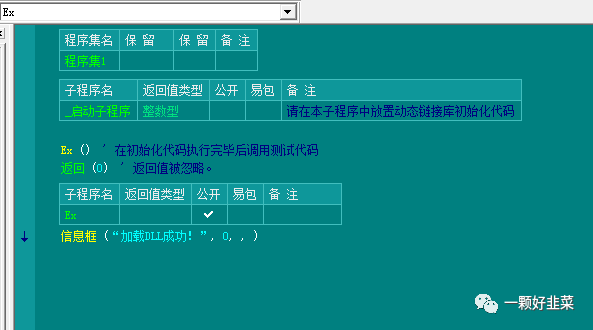 Ex
程序集名 保 留 保 留 备 注
程序集1
子程序名 返回值类型 公开 易包 备 注
_启动子程序 整数型 请在本子程序中放置动态链接库初始化代码
Ex () ' 在初始化代码执行完毕后调用测试代码
返回 (0) ' 返回值被忽略。
子程序名 返回值类型 公开 易包 备 注
Ex ✓
信息框 (“加载DLL成功！”, 0, , )
一颗好韭菜